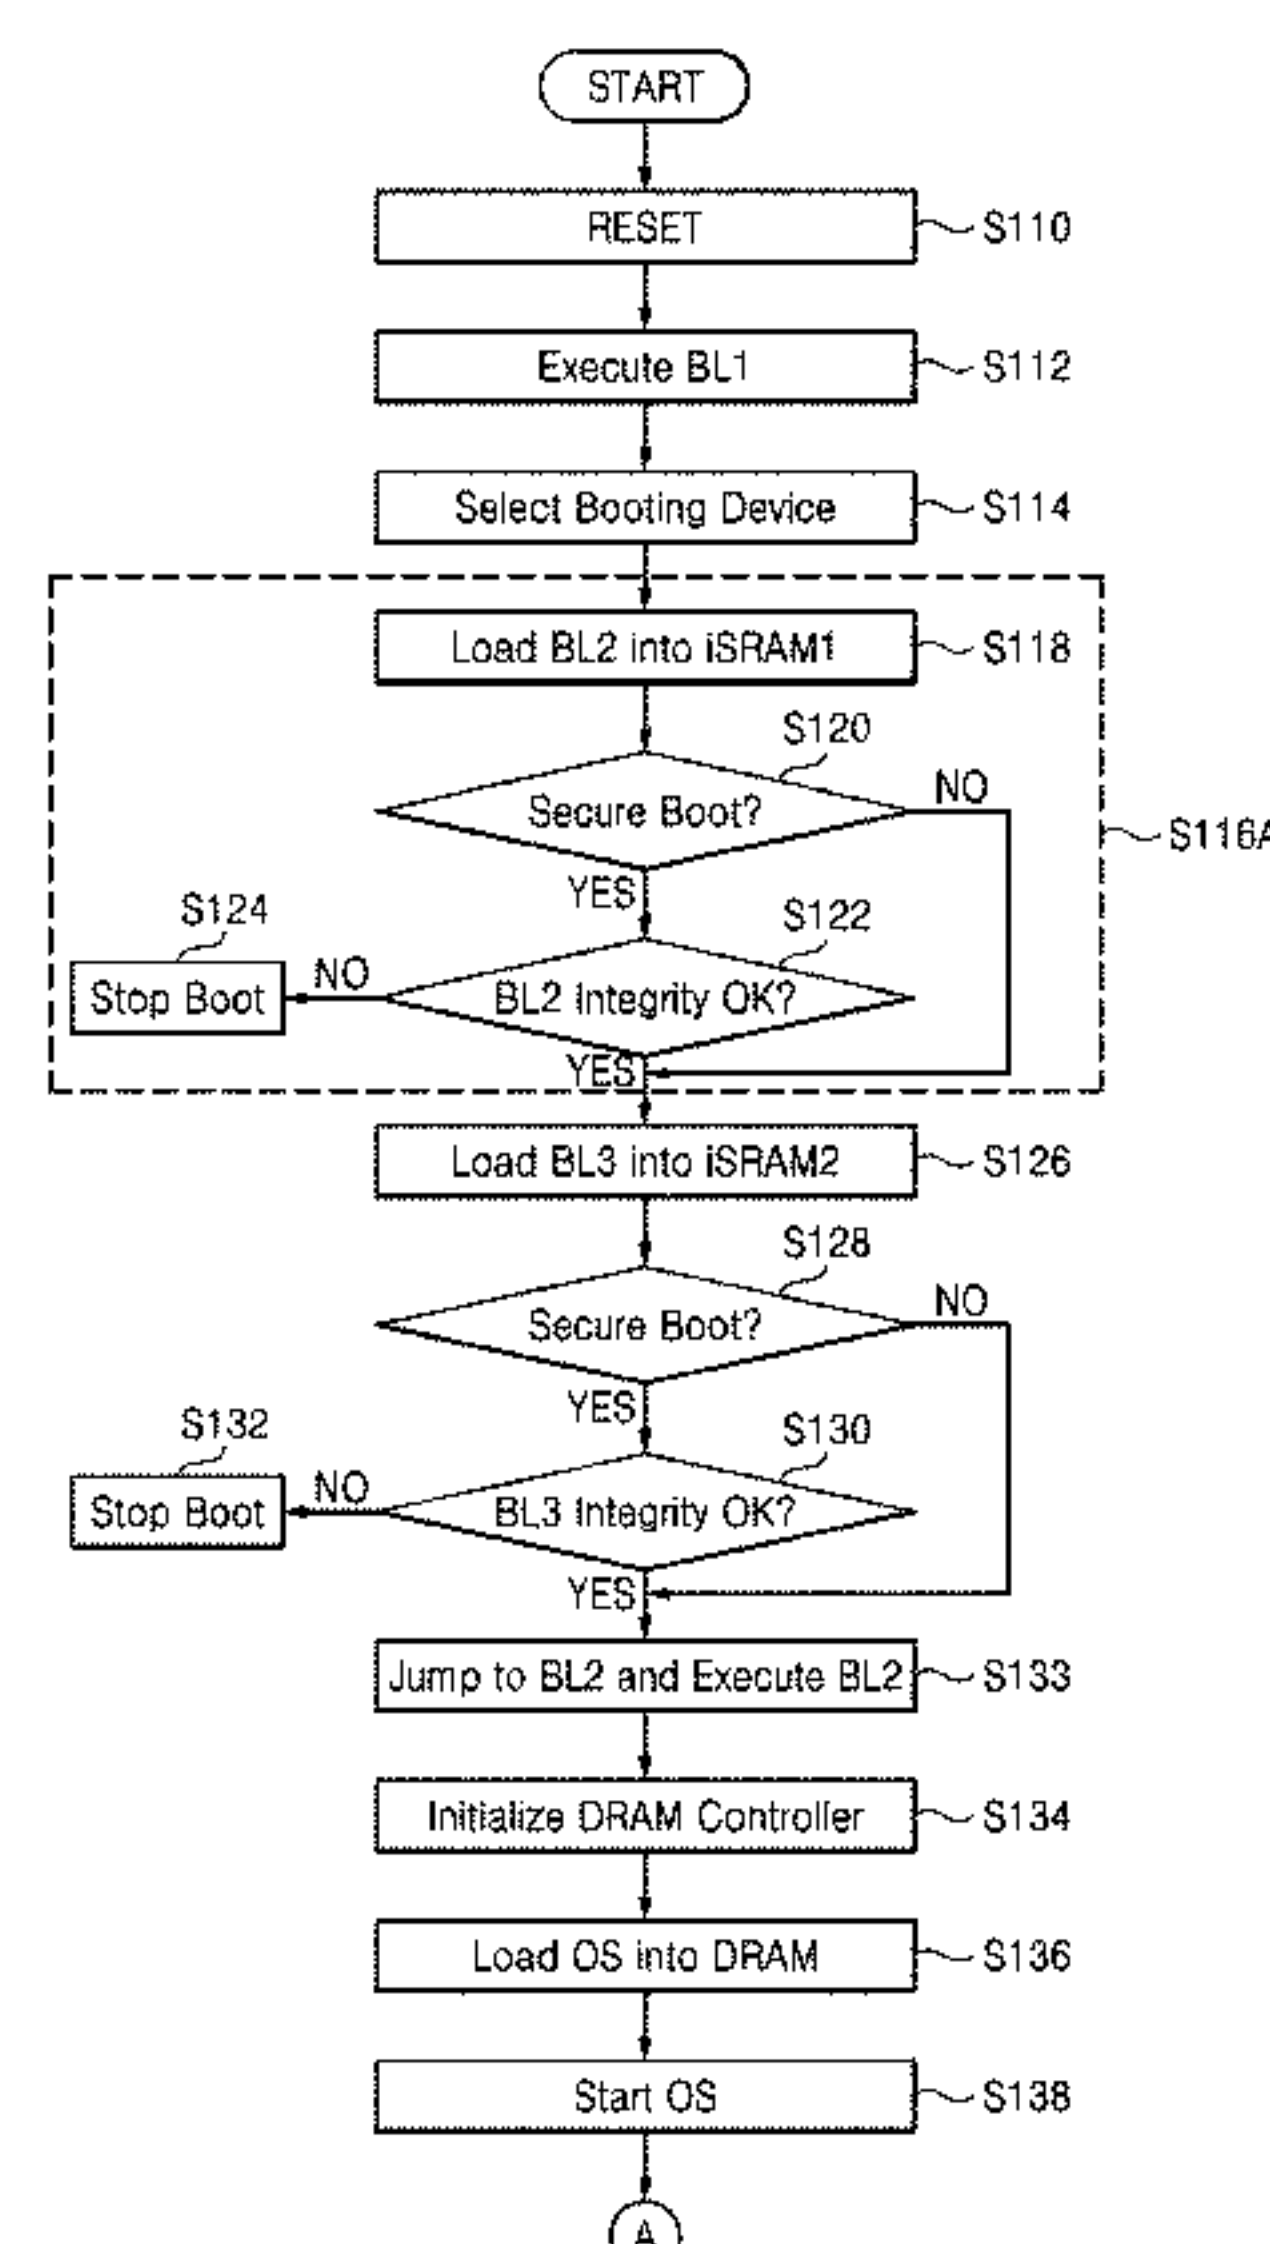 START
RESET
S110
Execute BL1
S112
Select Booting Device
S114
Load BL2 into iSRAM1
S118
S120
Secure Boot?
NO
S116A
YES
S124
S122
Stop Boot
NO
BL2 Integrity OK?
YES
Load BL3 into iSRAM2
S126
S128
Secure Boot?
NO
YES
S132
S130
Stop Boot
NO
BL3 Integrity OK?
YES
Jump to BL2 and Execute BL2
S133
Initialize DRAM Controller
S134
Load OS into DRAM
S136
Start OS
S138
A